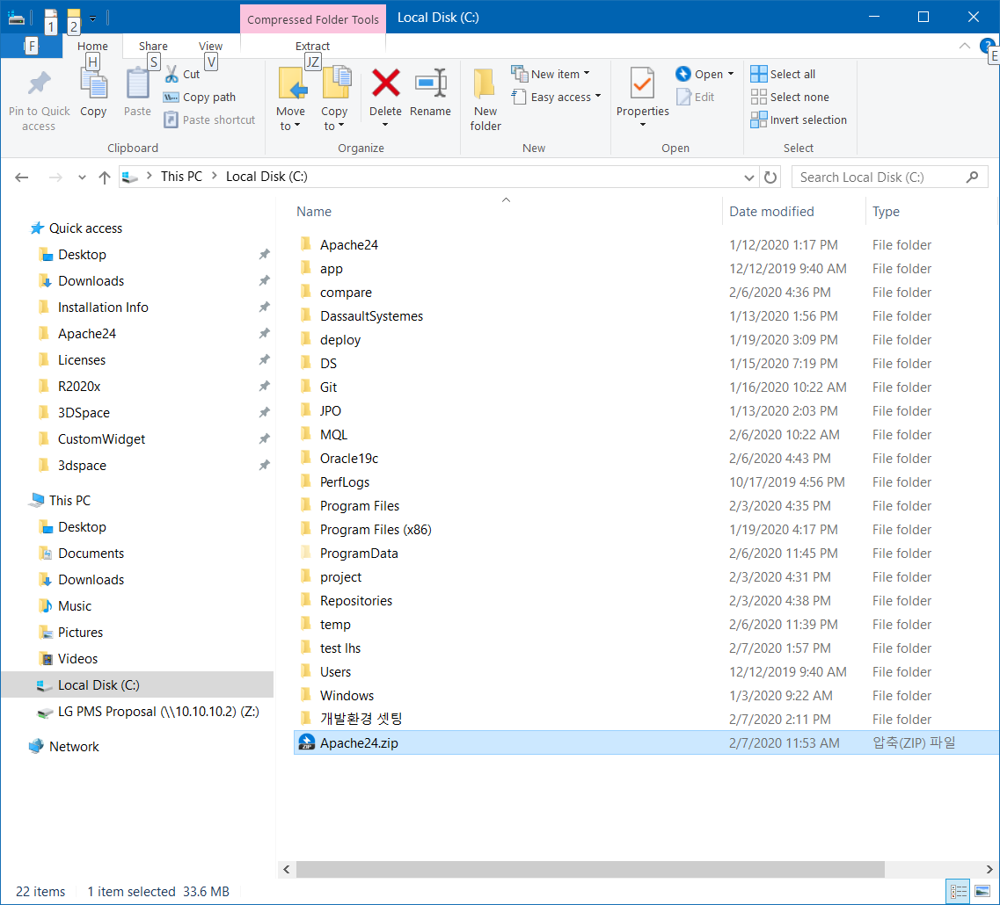 1
2
Compressed Folder Tools
Local Disk (C:)
F
Home
Share
View
Extract
H
S
V
JZ
E
?
Pin to Quick access
Copy
Paste
Cut
Copy path
Paste shortcut
Clipboard
Move to
Copy to
Delete
Rename
Organize
New folder
New item
Easy access
New
Properties
Open
Edit
Open
Select all
Select none
Invert selection
Select
This PC
Local Disk (C:)
Search Local Disk (C:)
Name Date modified Type
Quick access
Desktop
Downloads
Installation Info
Apache24
Licenses
R2020x
3DSpace
CustomWidget
3dspace
This PC
Desktop
Documents
Downloads
Music
Pictures
Videos
Local Disk (C:)
LG PMS Proposal (\\10.10.10.2) (Z:)
Network
Apache24 1/12/2020 1:17 PM File folder
app 12/12/2019 9:40 AM File folder
compare 2/6/2020 4:36 PM File folder
DassaultSystemes 1/13/2020 1:56 PM File folder
deploy 1/19/2020 3:09 PM File folder
DS 1/15/2020 7:19 PM File folder
Git 1/16/2020 10:22 AM File folder
JPO 1/13/2020 2:03 PM File folder
MQL 2/6/2020 10:22 AM File folder
Oracle19c 2/6/2020 4:43 PM File folder
PerfLogs 10/17/2019 4:56 PM File folder
Program Files 2/3/2020 4:35 PM File folder
Program Files (x86) 1/19/2020 4:17 PM File folder
ProgramData 2/6/2020 11:45 PM File folder
project 2/3/2020 4:31 PM File folder
Repositories 2/3/2020 4:38 PM File folder
temp 2/6/2020 11:39 PM File folder
test lhs 2/7/2020 1:57 PM File folder
Users 12/12/2019 9:40 AM File folder
Windows 1/3/2020 9:22 AM File folder
개발환경 셋팅 2/7/2020 2:11 PM File folder
ZIP Apache24.zip 2/7/2020 11:53 AM 압축(ZIP) 파일
22 items 1 item selected 33.6 MB